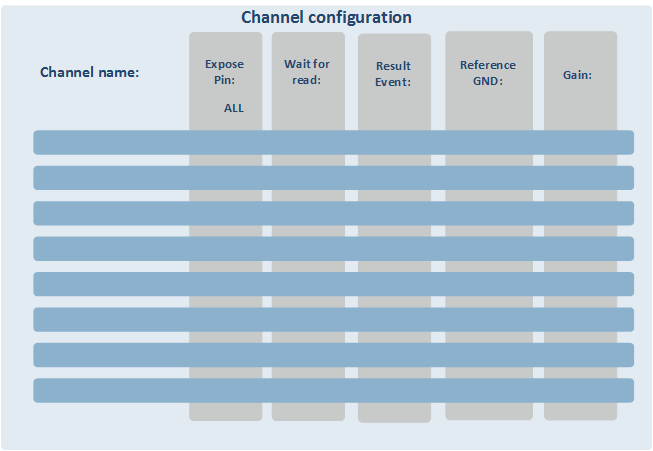 Channel configuration
Channel name:
Expose
Pin:
ALL
Wait for
read:
Result
Event:
Reference
GND:
Gain: